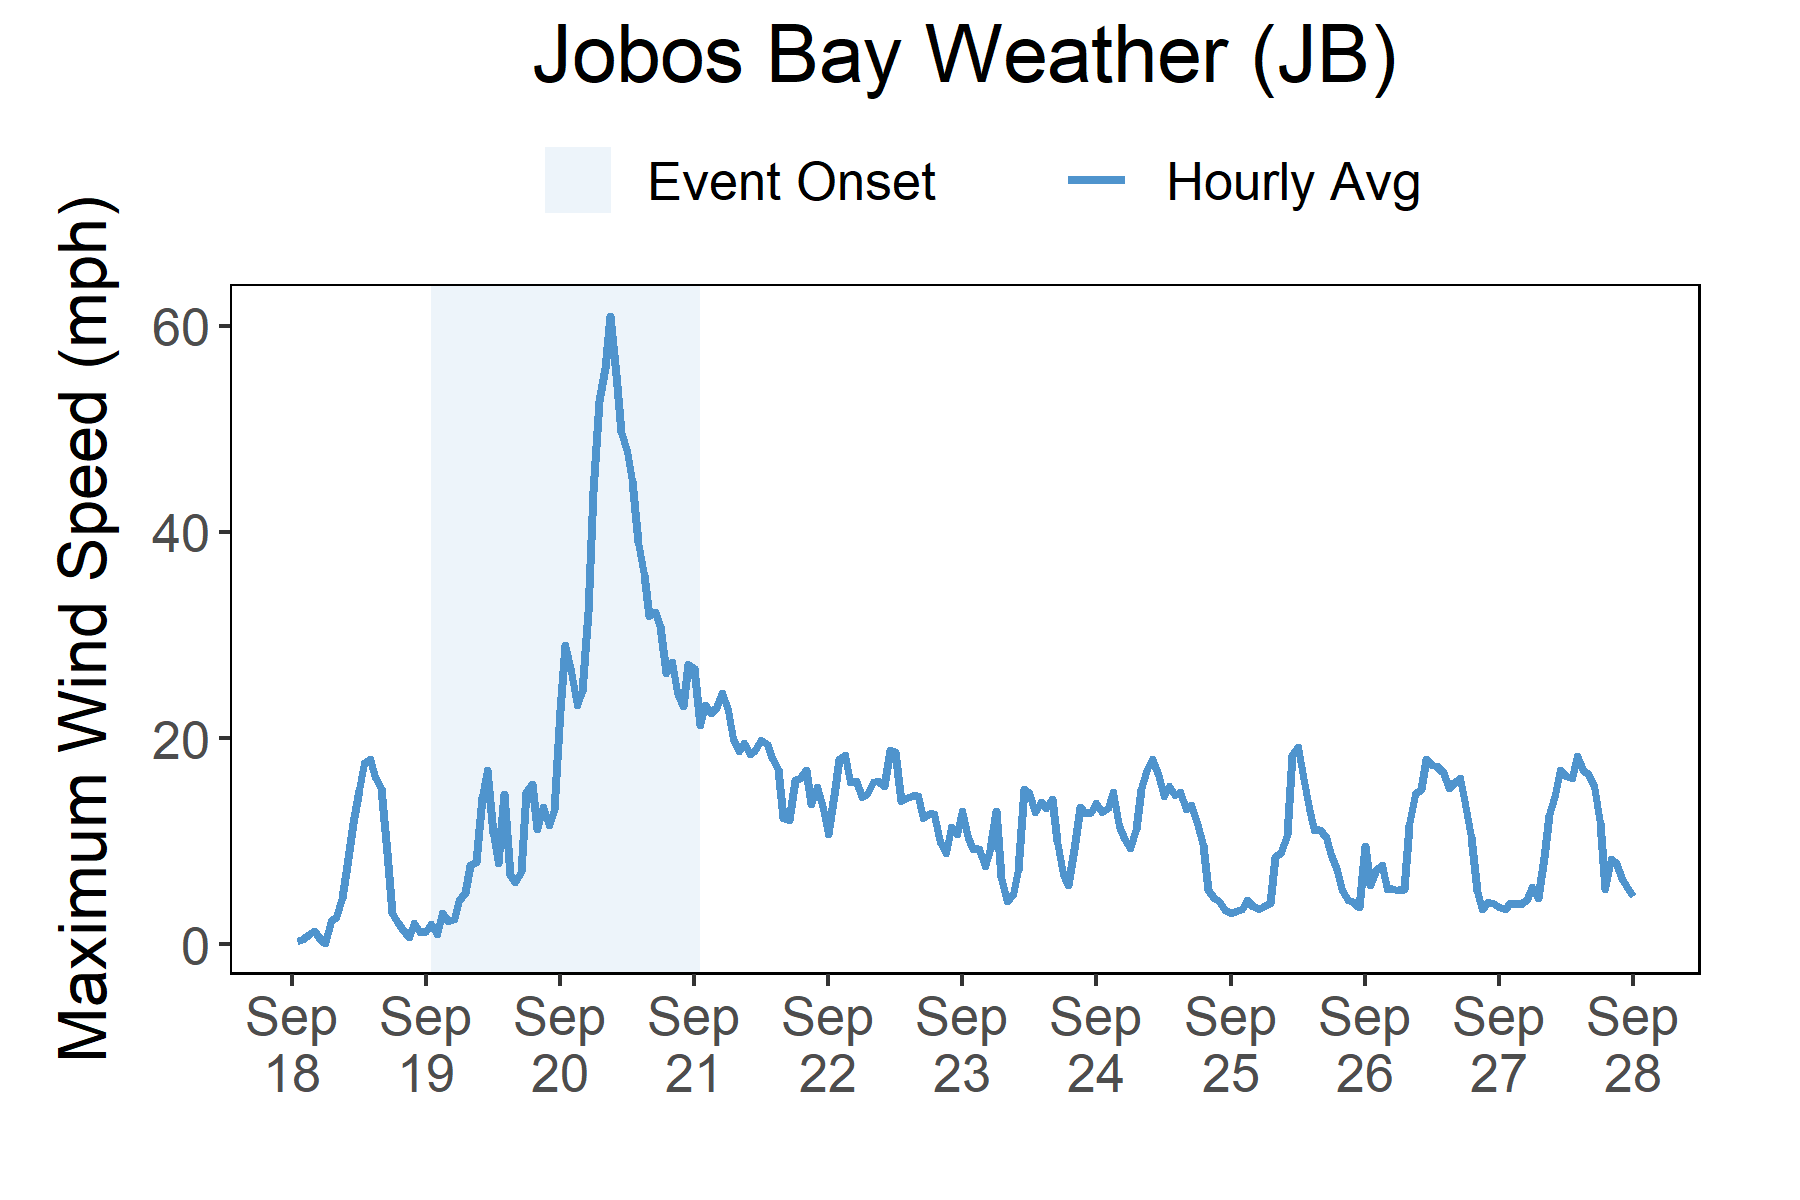 Jobos Bay Weather (JB)
Event Onset
Hourly Avg
Maximum Wind Speed (mph)
60
40
20
0
Sep Sep Sep Sep Sep Sep Sep Sep Sep Sep Sep
18 19 20 21 22 23 24 25 26 27 28